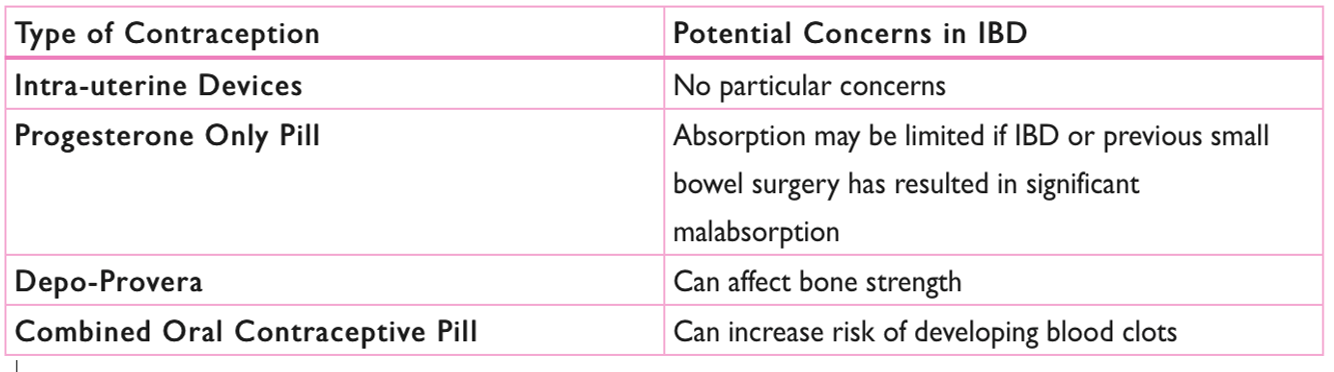 Type of Contraception
Potential Concerns in IBD
Intra-uterine Devices
No particular concerns
Progesterone Only Pill
Absorption may be limited if IBD or previous small
bowel surgery has resulted in significant
malabsorption
Depo-Provera
Can affect bone strength
Combined Oral Contraceptive Pill
Can increase risk of developing blood clots